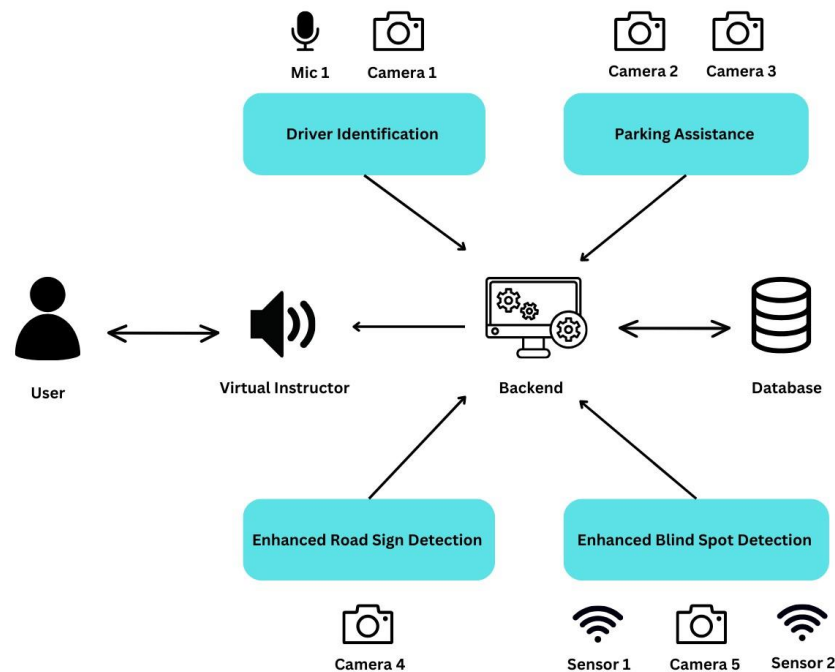 Mic 1
Camera 1
Camera 2
Camera 3
Driver Identification
Parking Assistance
User
Virtual Instructor
Backend
Database
Enhanced Road Sign Detection
Enhanced Blind Spot Detection
Camera 4
Sensor 1
Camera 5
Sensor 2